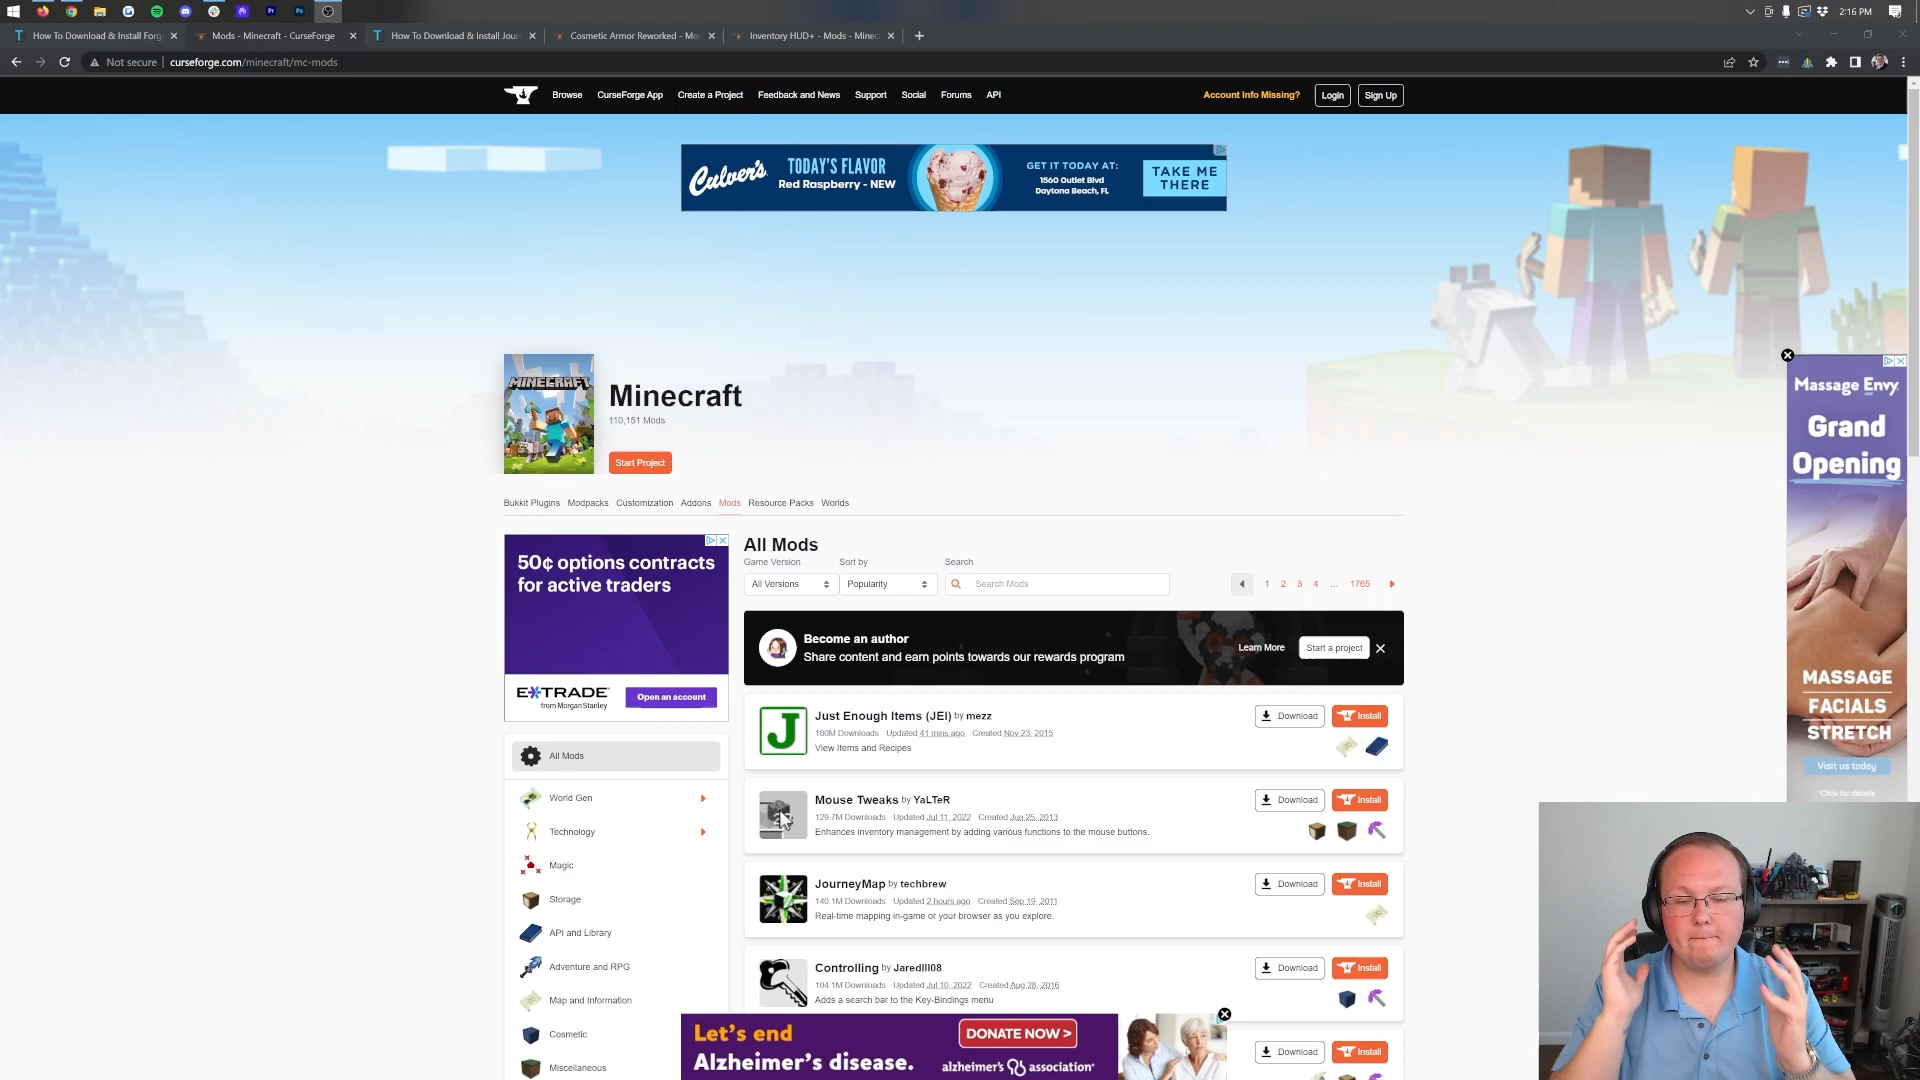 2:16 PM
How To Download & Install Forg
Mods - Minecraft - CurseForge
How To Download & Install Jour
Cosmetic Armor Reworked - Mo
Inventory HUD+ - Mods - Minec
Not secure
curseforge.com/minecraft/mc-mods
Browse
CurseForge App
Create a Project
Feedback and News
Support
Social
Forums
API
Account Info Missing?
Login
Sign Up
Culver's
TODAY'S FLAVOR
Red Raspberry - NEW
GET IT TODAY AT:
1560 Outlet Blvd
Daytona Beach, FL
TAKE ME
THERE
MINECRAFT
Minecraft
110,151 Mods
Start Project
Bukkit Plugins
Modpacks
Customization
Addons
Mods
Resource Packs
Worlds
50¢ options contracts
for active traders
E*TRADE
from Morgan Stanley
Open an account
All Mods
World Gen
Technology
Magic
Storage
API and Library
Adventure and RPG
Map and Information
Cosmetic
Miscellaneous
All Mods
Game Version
Sort by
Search
All Versions
Popularity
Search Mods
1 2 3 4 … 1765
Become an author
Share content and earn points towards our rewards program
Learn More
Start a project
J
Just Enough Items (JEI) by mezz
180M Downloads Updated 41 mins ago Created Nov 23, 2015
View Items and Recipes
Download
Install
Mouse Tweaks by YaLTeR
129.7M Downloads Updated Jul 11, 2022 Created Jun 25, 2013
Enhances inventory management by adding various functions to the mouse buttons.
Download
Install
JourneyMap by techbrew
140.1M Downloads Updated 2 hours ago Created Sep 19, 2011
Real-time mapping in-game or your browser as you explore.
Download
Install
Controlling by Jaredlll08
104.1M Downloads Updated Jul 10, 2022 Created Aug 28, 2016
Adds a search bar to the Key-Bindings menu
Download
Install
Download
Install
Let's end
Alzheimer's disease.
DONATE NOW >
alzheimer's association
Massage Envy
Grand
Opening
MASSAGE
FACIALS
STRETCH
Visit us today
*Click for details